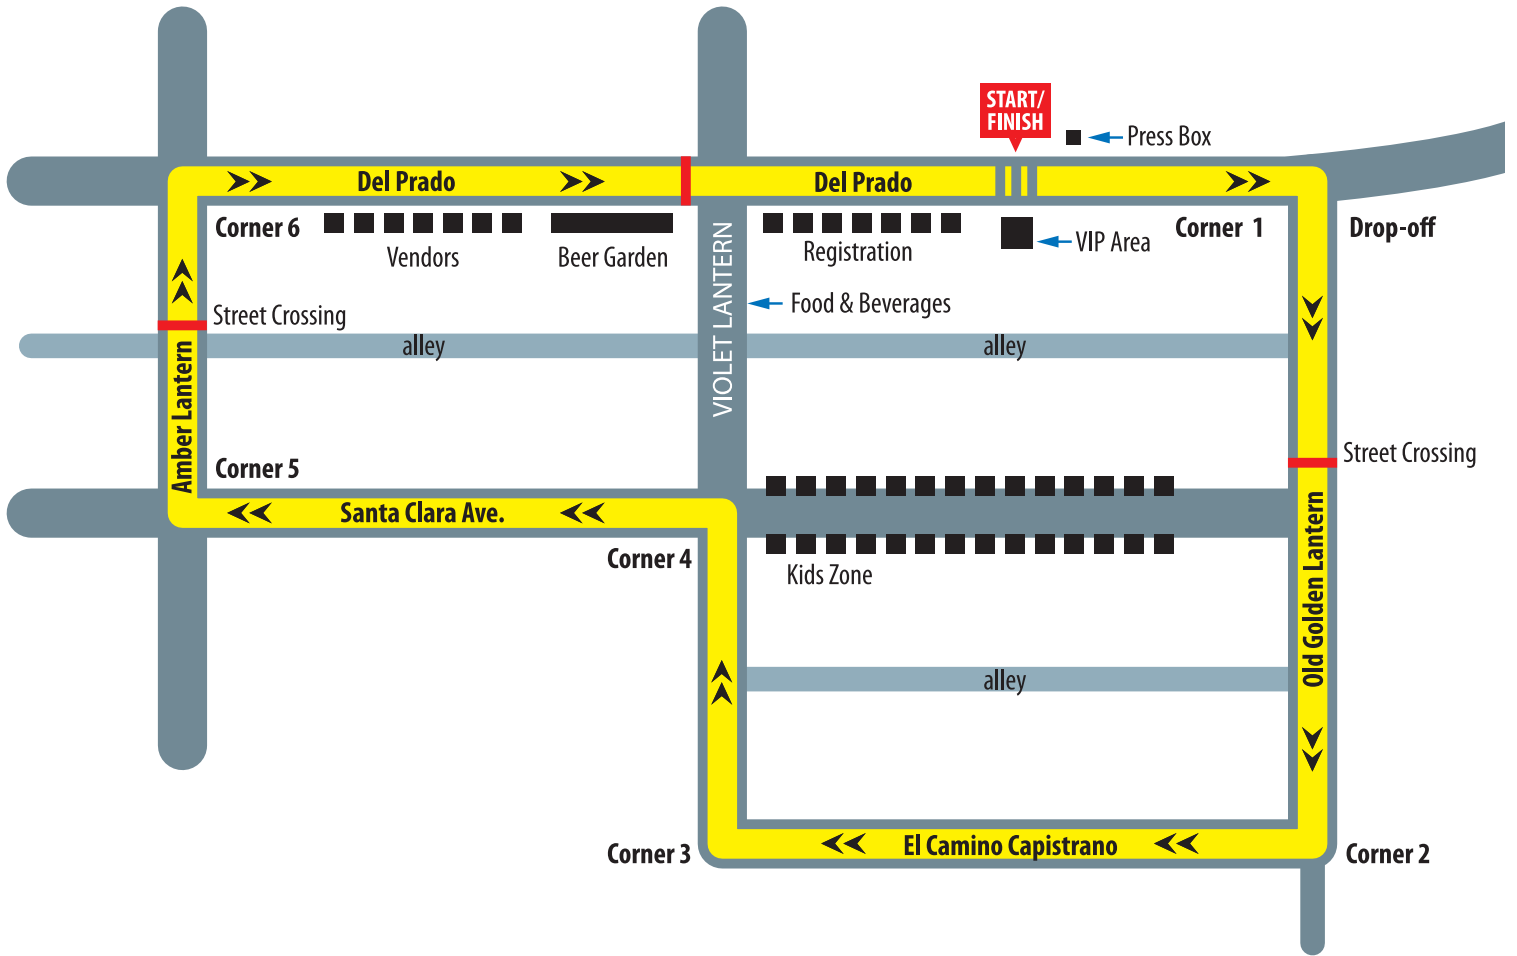 START/
FINISH
Press Box
Del Prado
Del Prado
Corner 6
Vendors
Beer Garden
VIOLET LANTERN
Registration
VIP Area
Corner 1
Drop-off
Food & Beverages
Street Crossing
alley
alley
Amber Lantern
Street Crossing
Corner 5
Santa Clara Ave.
Corner 4
Kids Zone
Old Golden Lantern
alley
Corner 3
El Camino Capistrano
Corner 2